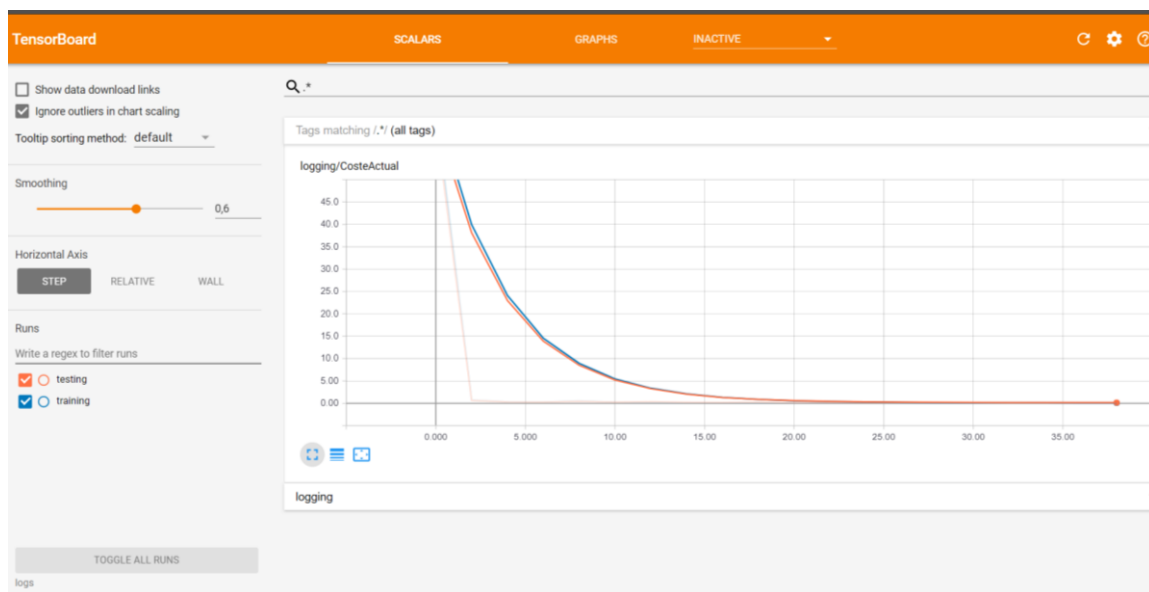 TensorBoard SCALARS GRAPHS INACTIVE
Show data download links
Ignore outliers in chart scaling
Tooltip sorting method: default
Smoothing
0,6
Horizontal Axis
STEP RELATIVE WALL
Runs
Write a regex to filter runs
testing
training
TOGGLE ALL RUNS
logs
.*
Tags matching /.*/ (all tags)
logging/CosteActual
45.0
40.0
35.0
30.0
25.0
20.0
15.0
10.0
5.00
0.00
0.000 5.000 10.00 15.00 20.00 25.00 30.00 35.00
logging